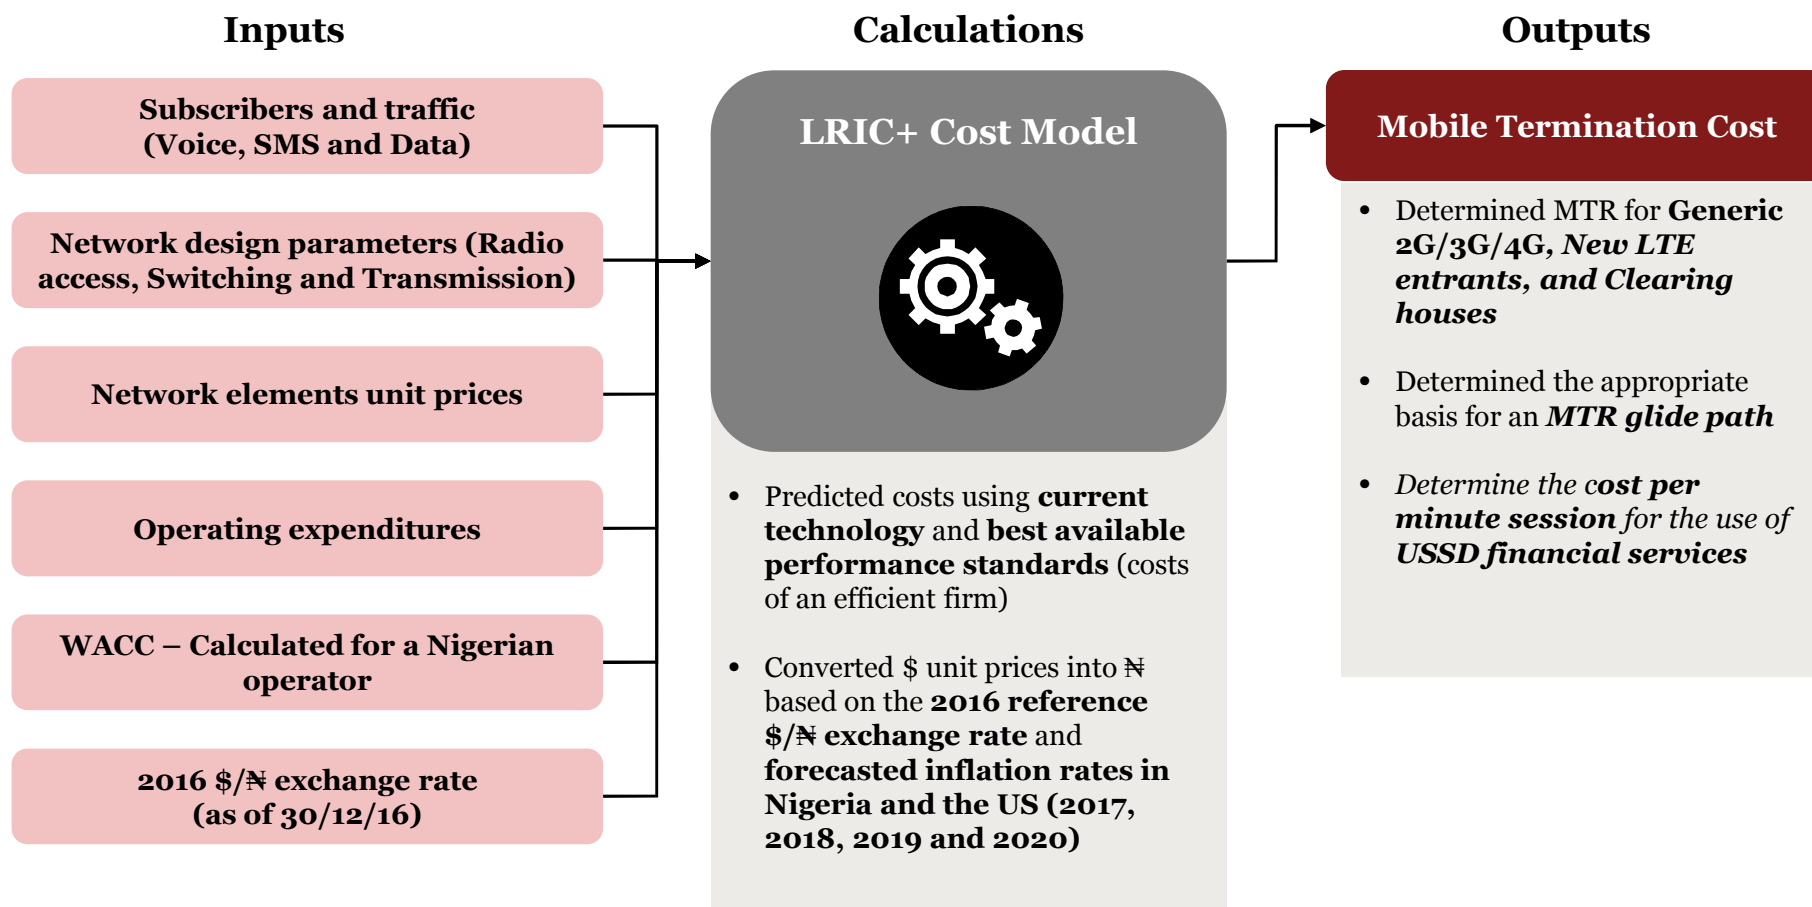 Inputs
Subscribers and traffic
(Voice, SMS and Data)
Network design parameters (Radio
access, Switching and Transmission)
Network elements unit prices
Operating expenditures
WACC – Calculated for a Nigerian
operator
2016 $/₦ exchange rate
(as of 30/12/16)
Calculations
LRIC+ Cost Model
• Predicted costs using current
technology and best available
performance standards (costs
of an efficient firm)
• Converted $ unit prices into ₦
based on the 2016 reference
$/₦ exchange rate and
forecasted inflation rates in
Nigeria and the US (2017,
2018, 2019 and 2020)
Outputs
Mobile Termination Cost
• Determined MTR for Generic
2G/3G/4G, New LTE
entrants, and Clearing
houses
• Determined the appropriate
basis for an MTR glide path
• Determine the cost per
minute session for the use of
USSD financial services